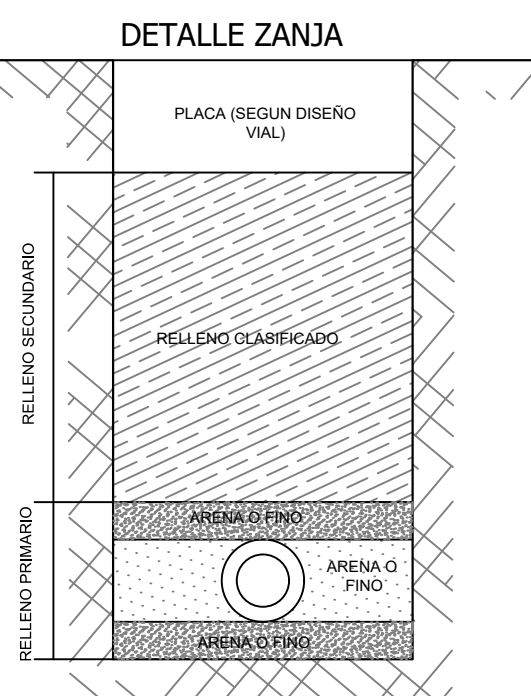 DETALLE ZANJA
PLACA (SEGUN DISEÑO
VIAL)
RELLENO SECUNDARIO
RELLENO CLASIFICADO
RELLENO PRIMARIO
ARENA O FINO
ARENA O
FINO
ARENA O FINO